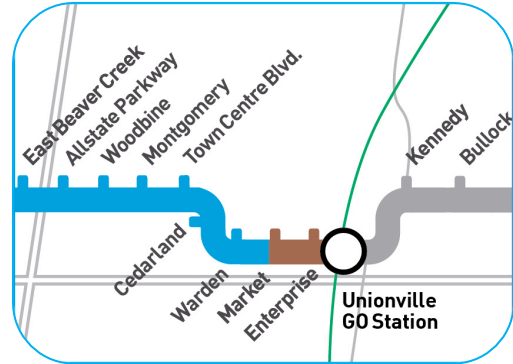 East Beaver Creek
Allstate Parkway
Woodbine
Montgomery
Town Centre Blvd.
Kennedy
Bullock
Cedarland
Warden
Market
Enterprise
Unionville
GO Station